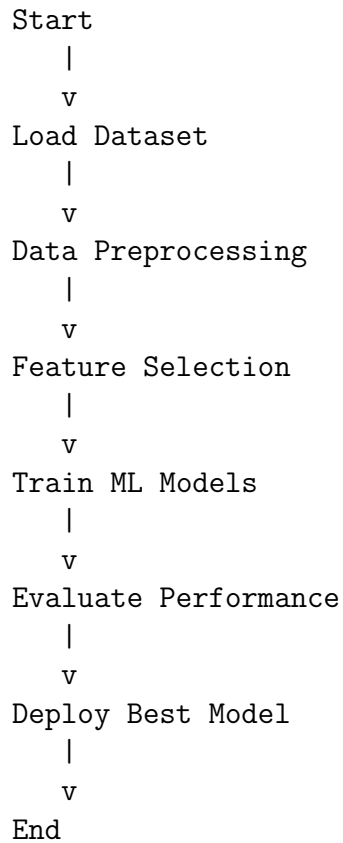 Start
|
v
Load Dataset
|
v
Data Preprocessing
|
v
Feature Selection
|
v
Train ML Models
|
v
Evaluate Performance
|
v
Deploy Best Model
|
v
End